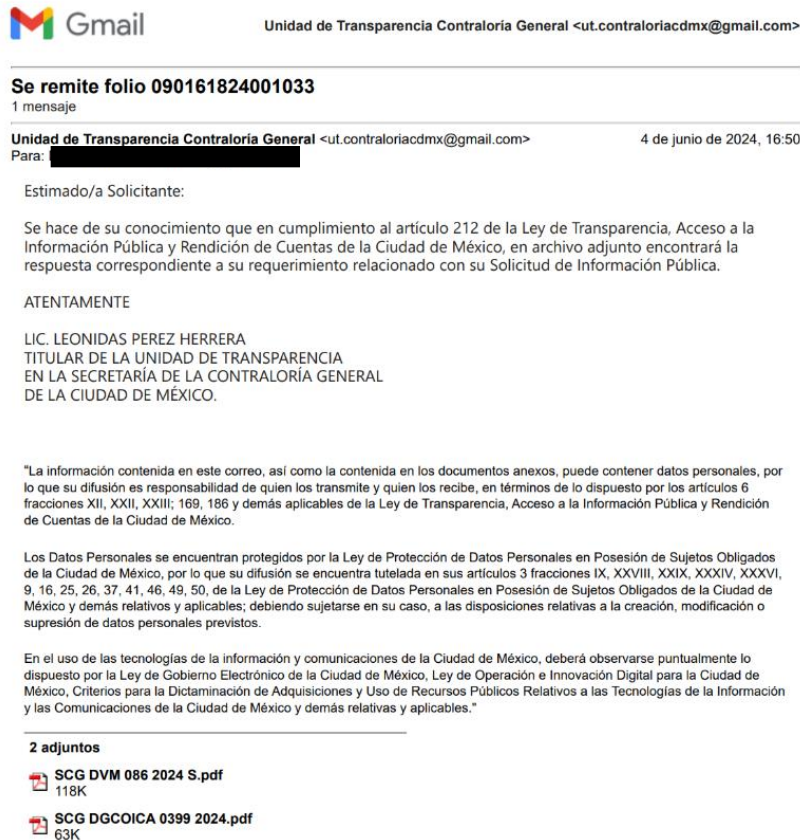 Gmail
Unidad de Transparencia Contraloría General <ut.contraloriacdmx@gmail.com>
Se remite folio 090161824001033
1 mensaje
Unidad de Transparencia Contraloría General <ut.contraloriacdmx@gmail.com>
4 de junio de 2024, 16:50
Para:
Estimado/a Solicitante:
Se hace de su conocimiento que en cumplimiento al artículo 212 de la Ley de Transparencia, Acceso a la
Información Pública y Rendición de Cuentas de la Ciudad de México, en archivo adjunto encontrará la
respuesta correspondiente a su requerimiento relacionado con su Solicitud de Información Pública.
ATENTAMENTE
LIC. LEONIDAS PEREZ HERRERA
TITULAR DE LA UNIDAD DE TRANSPARENCIA
EN LA SECRETARÍA DE LA CONTRALORÍA GENERAL
DE LA CIUDAD DE MÉXICO.
"La información contenida en este correo, así como la contenida en los documentos anexos, puede contener datos personales, por
lo que su difusión es responsabilidad de quien los transmite y quien los recibe, en términos de lo dispuesto por los artículos 6
fracciones XII, XXII, XXIII; 169, 186 y demás aplicables de la Ley de Transparencia, Acceso a la Información Pública y Rendición
de Cuentas de la Ciudad de México.
Los Datos Personales se encuentran protegidos por la Ley de Protección de Datos Personales en Posesión de Sujetos Obligados
de la Ciudad de México, por lo que su difusión se encuentra tutelada en sus artículos 3 fracciones IX, XXVIII, XXIX, XXXIV, XXXVI,
9, 16, 25, 26, 37, 41, 46, 49, 50, de la Ley de Protección de Datos Personales en Posesión de Sujetos Obligados de la Ciudad de
México y demás relativos y aplicables; debiendo sujetarse en su caso, a las disposiciones relativas a la creación, modificación o
supresión de datos personales previstos.
En el uso de las tecnologías de la información y comunicaciones de la Ciudad de México, deberá observarse puntualmente lo
dispuesto por la Ley de Gobierno Electrónico de la Ciudad de México, Ley de Operación e Innovación Digital para la Ciudad de
México, Criterios para la Dictaminación de Adquisiciones y Uso de Recursos Públicos Relativos a las Tecnologías de la Información
y las Comunicaciones de la Ciudad de México y demás relativas y aplicables."
2 adjuntos
SCG DVM 086 2024 S.pdf
118K
SCG DGCOICA 0399 2024.pdf
63K